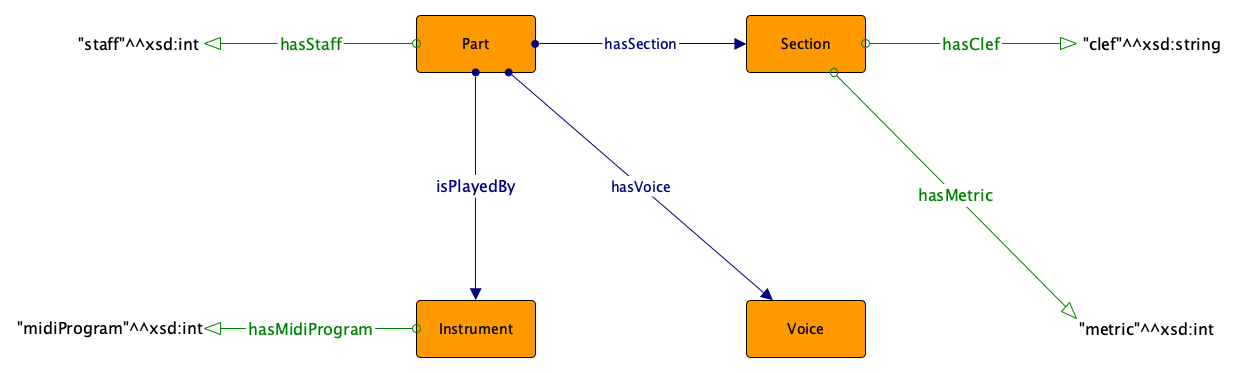 "staff"^^xsd:int hasStaff Part hasSection Section hasClef "clef"^^xsd:string
isPlayedBy hasVoice hasMetric
"midiProgram"^^xsd:int hasMidiProgram Instrument Voice "metric"^^xsd:int